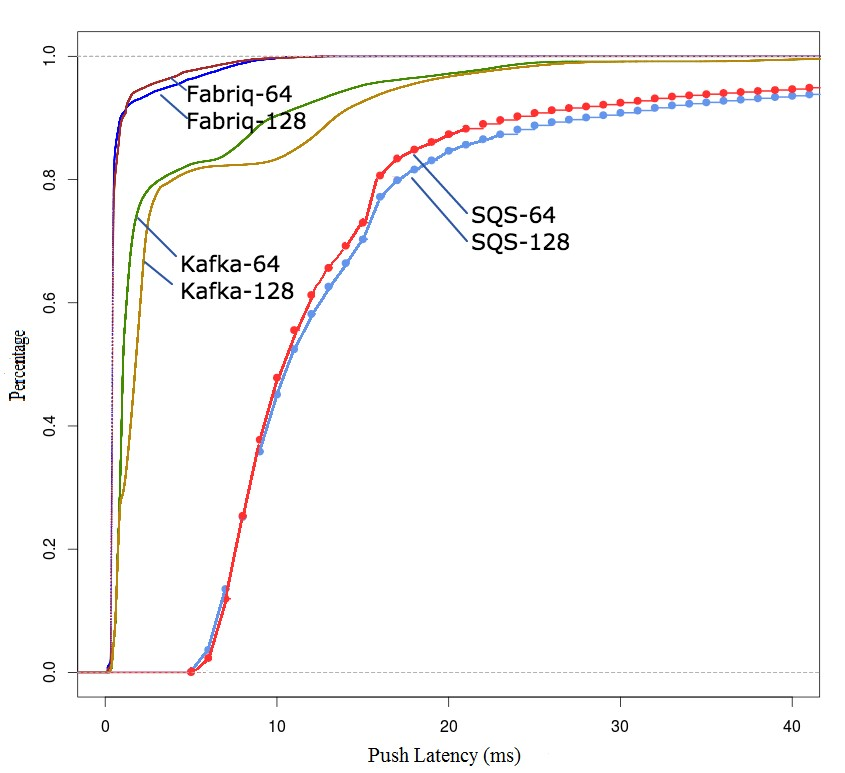 1.0
0.8
0.6
0.4
0.2
0.0
Percentage
Fabriq-64
Fabriq-128
Kafka-64
Kafka-128
SQS-64
SQS-128
0 10 20 30 40
Push Latency (ms)